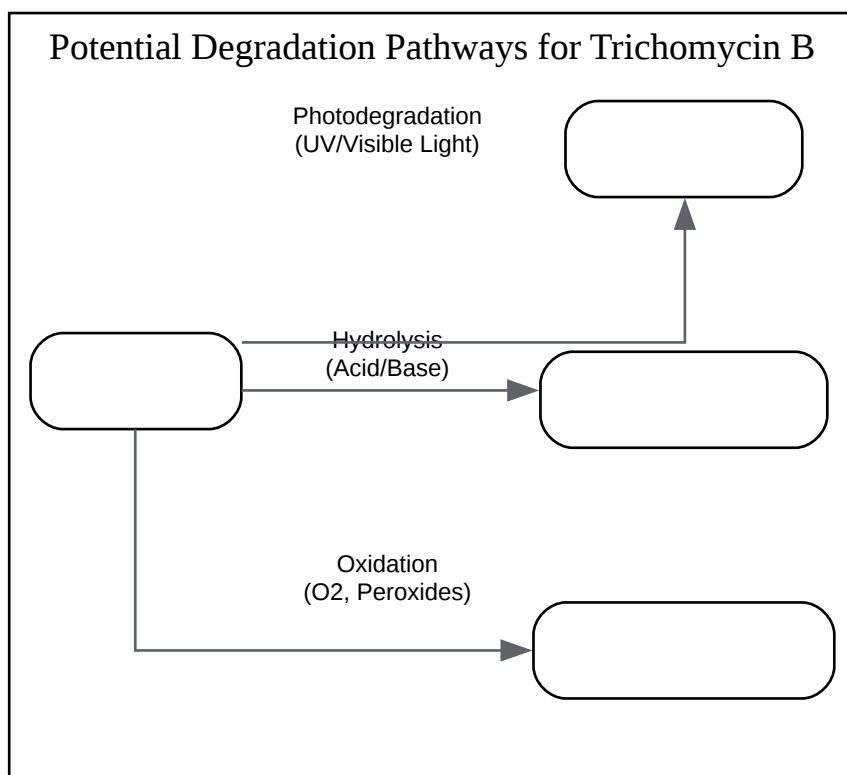 Potential Degradation Pathways for Trichomycin B
Photodegradation
(UV/Visible Light)
Hydrolysis
(Acid/Base)
Oxidation
(O2, Peroxides)